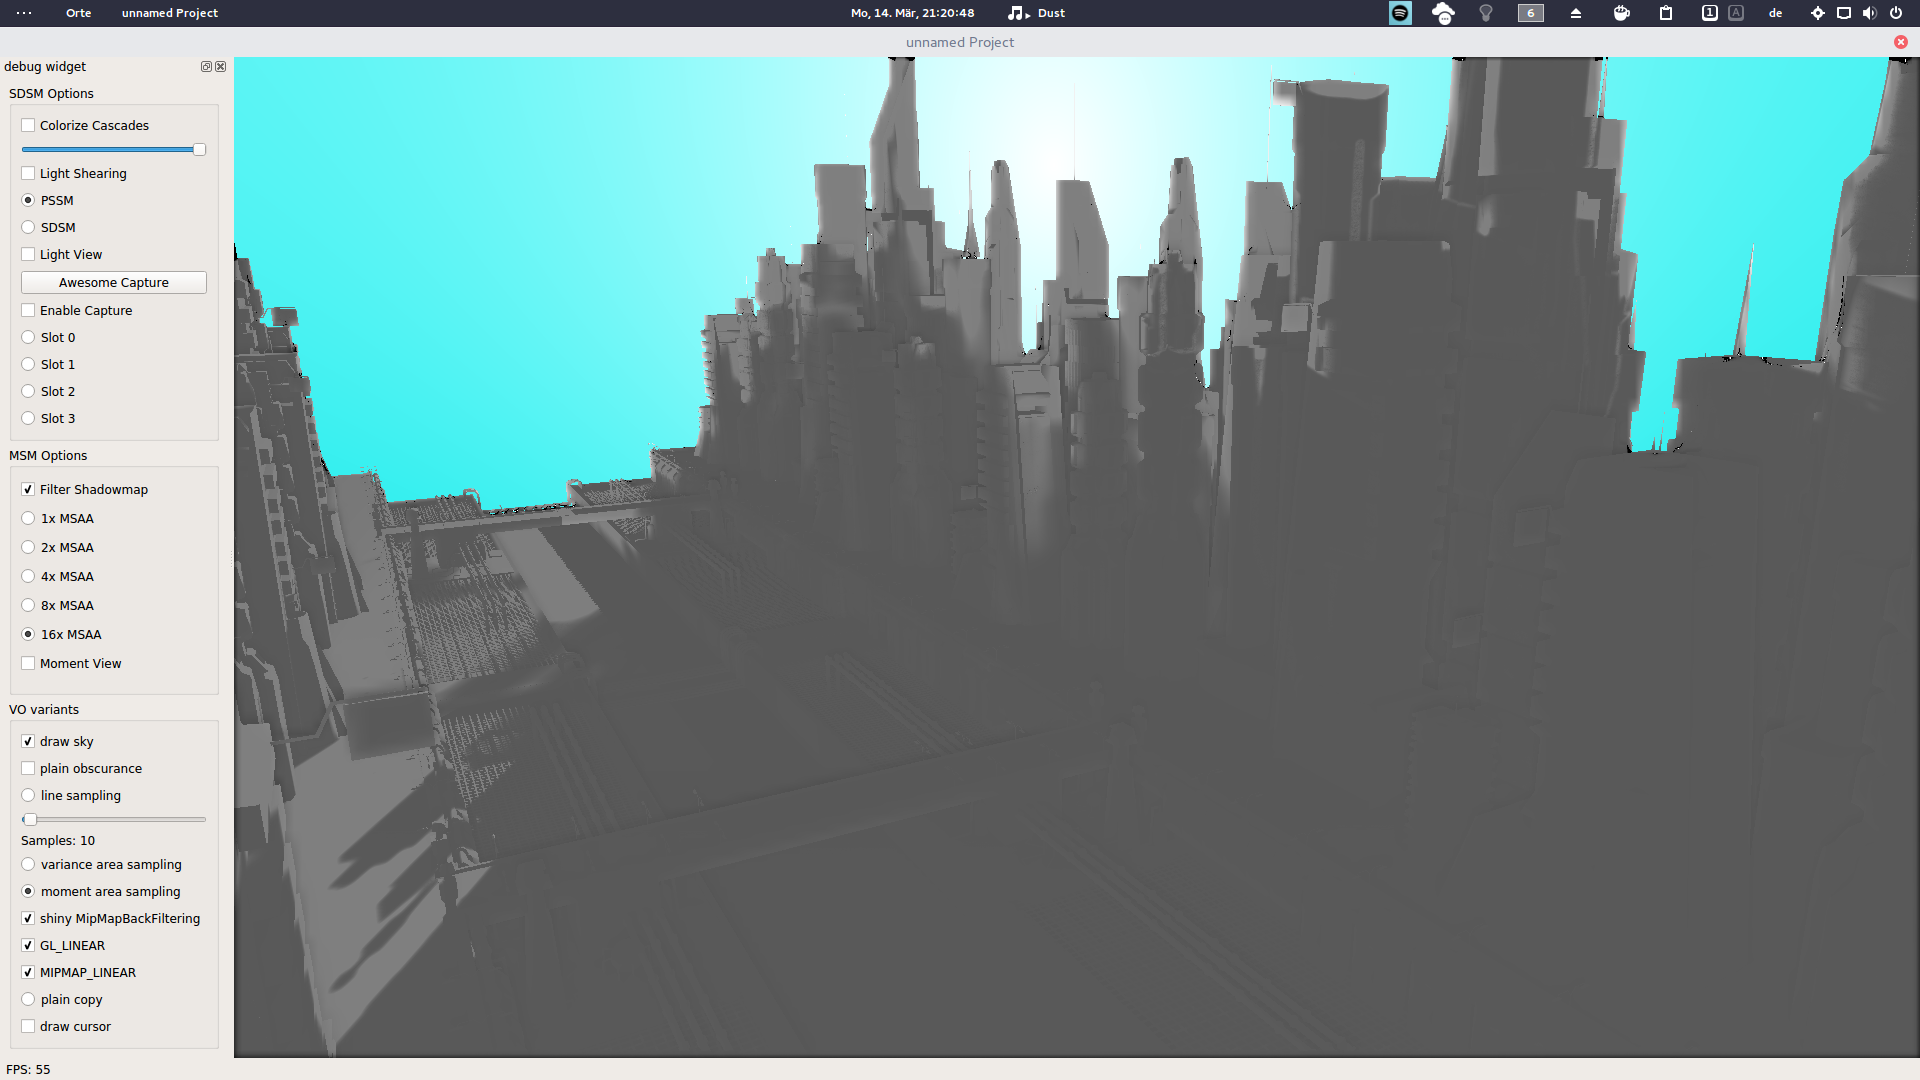 Orte
unnamed Project
Mo, 14. Mär, 21:20:48
Dust
6
1
A
de
unnamed Project
debug widget
SDSM Options
Colorize Cascades
Light Shearing
PSSM
SDSM
Light View
Awesome Capture
Enable Capture
Slot 0
Slot 1
Slot 2
Slot 3
MSM Options
Filter Shadowmap
1x MSAA
2x MSAA
4x MSAA
8x MSAA
16x MSAA
Moment View
VO variants
draw sky
plain obscurance
line sampling
Samples: 10
variance area sampling
moment area sampling
shiny MipMapBackFiltering
GL_LINEAR
MIPMAP_LINEAR
plain copy
draw cursor
FPS: 55